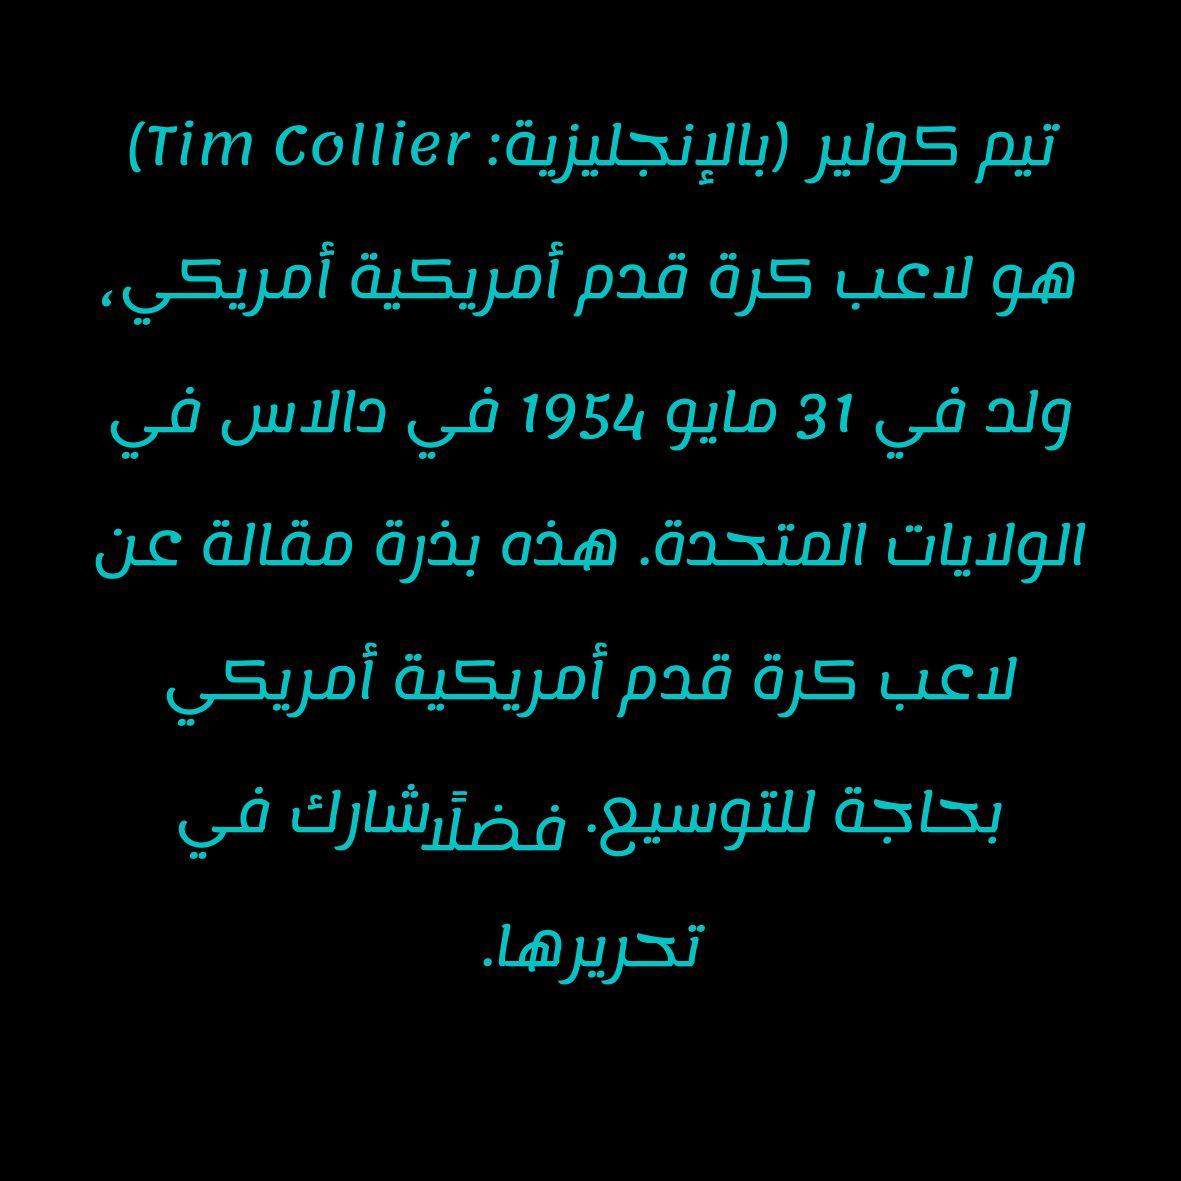 تيم كولير (بالإنجليزية: Tim Collier)
هو لاعب كرة قدم أمريكية أمريكي،
ولد في 31 مايو 1954 في دالاس في
الولايات المتحدة. هذه بذرة مقالة عن
لاعب كرة قدم أمريكية أمريكي
بحاجة للتوسيع. فضلًا شارك في
تحريرها.